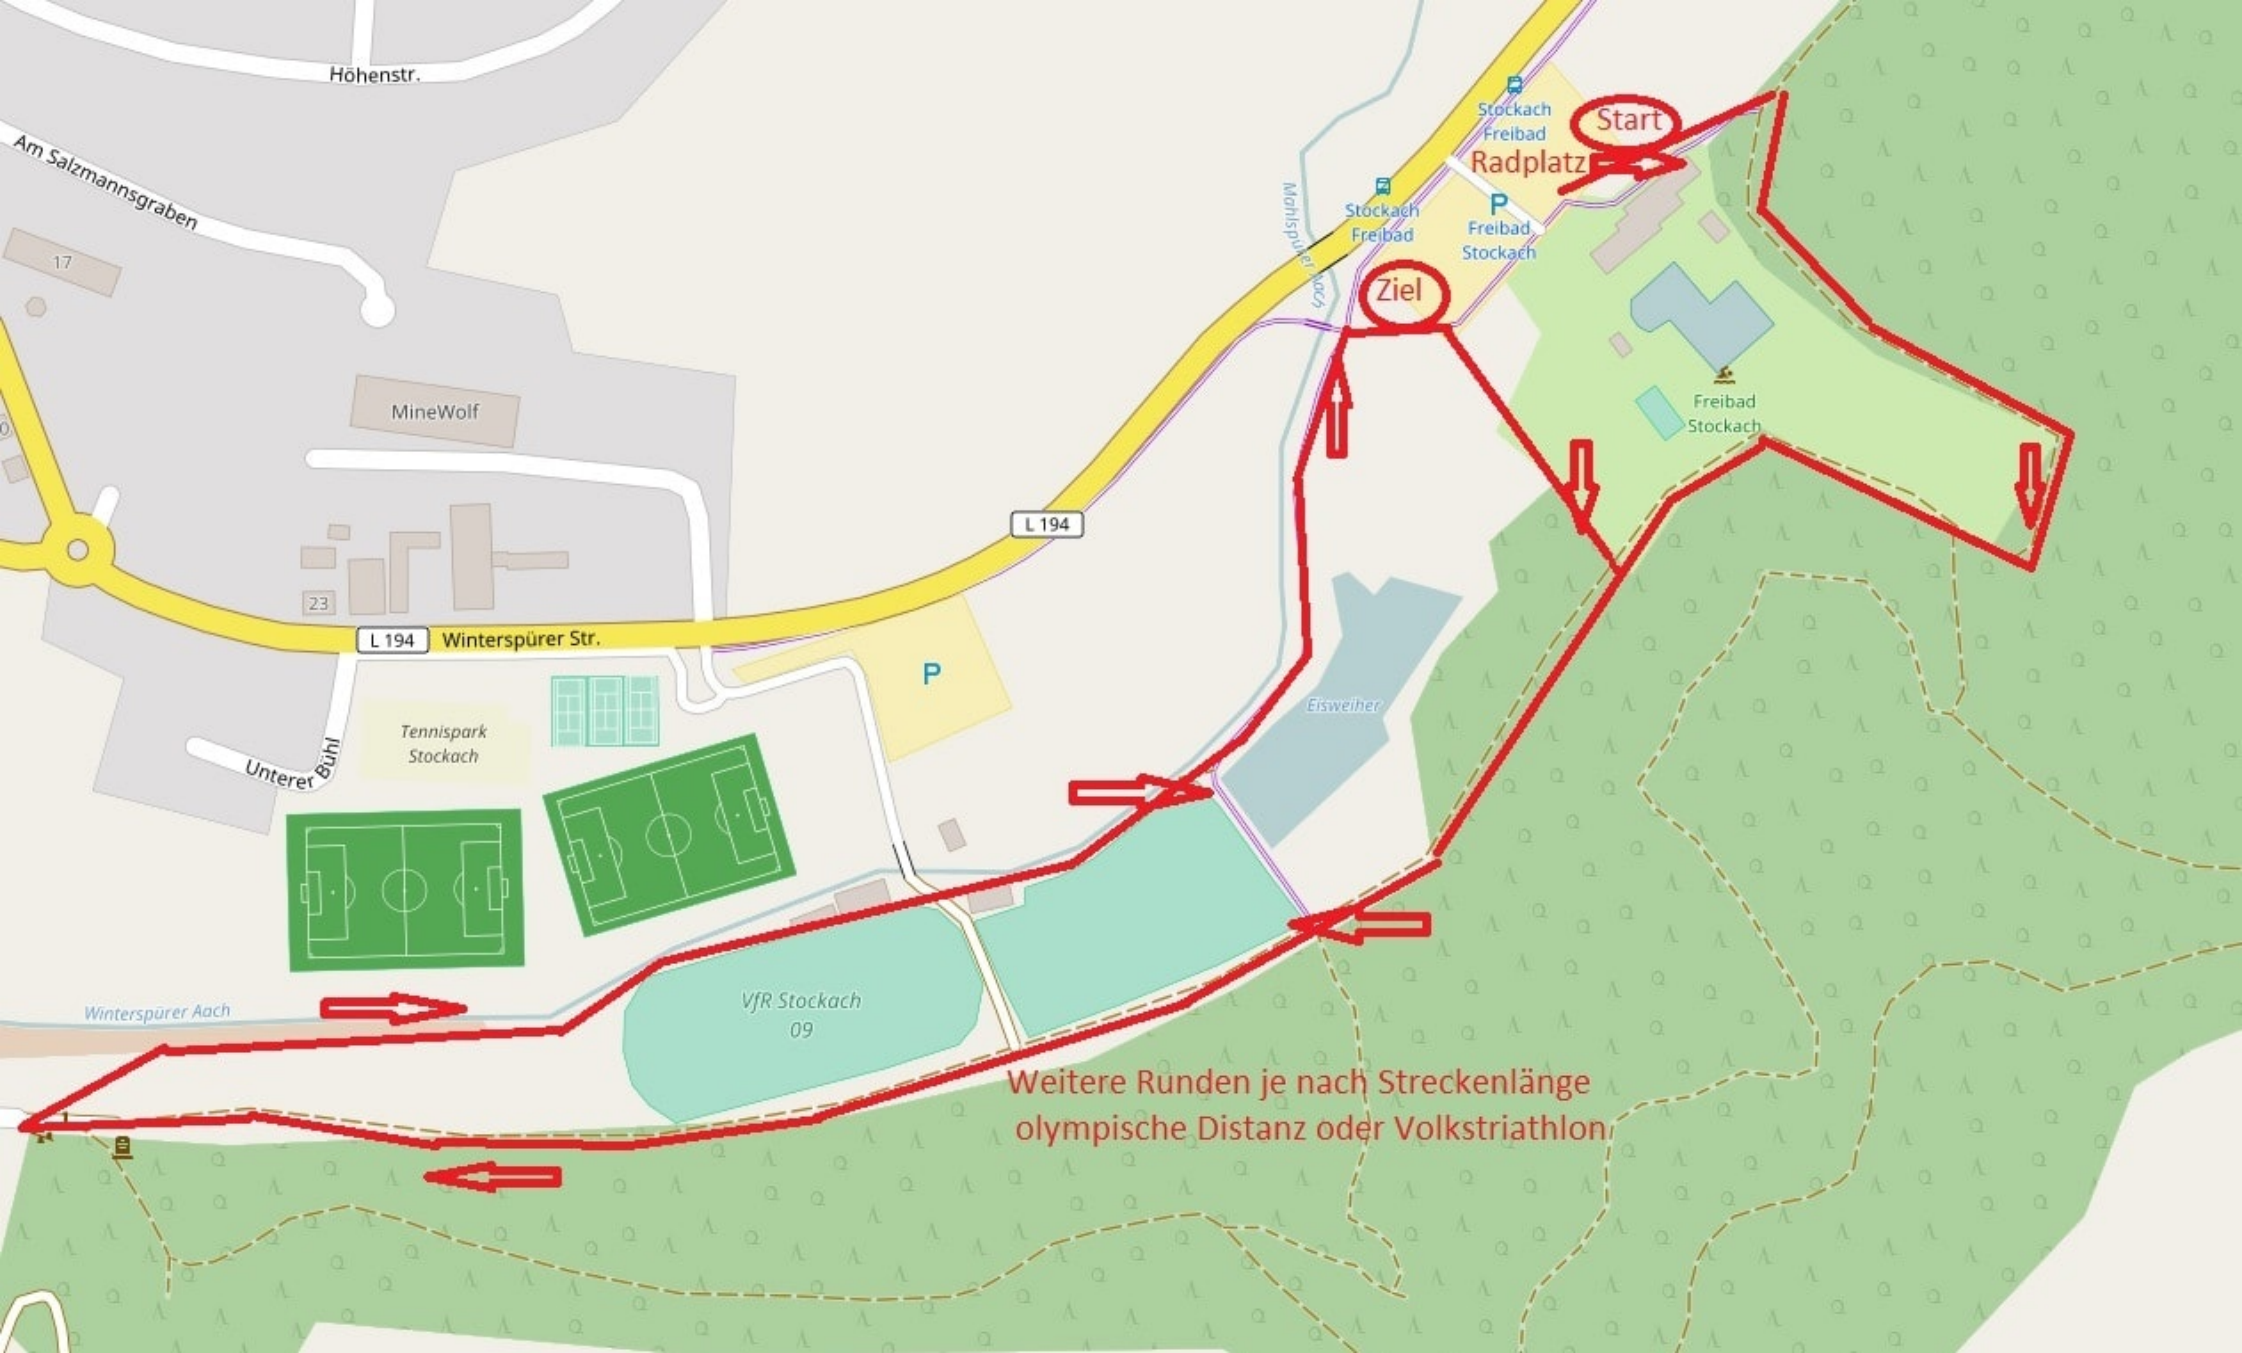 Höhenstr.
Am Salzmannsgraben
17
MineWolf
23
L 194
Winterspürer Str.
L 194
Unterer Bühl
Tennispark
Stockach
P
Stockach
Freibad
Start
Radplatz
Stockach
Freibad
P
Freibad
Stockach
Mahlspürer Aach
Ziel
Freibad
Stockach
Eisweiher
VfR Stockach
09
Winterspürer Aach
Weitere Runden je nach Streckenlänge
olympische Distanz oder Volkstriathlon